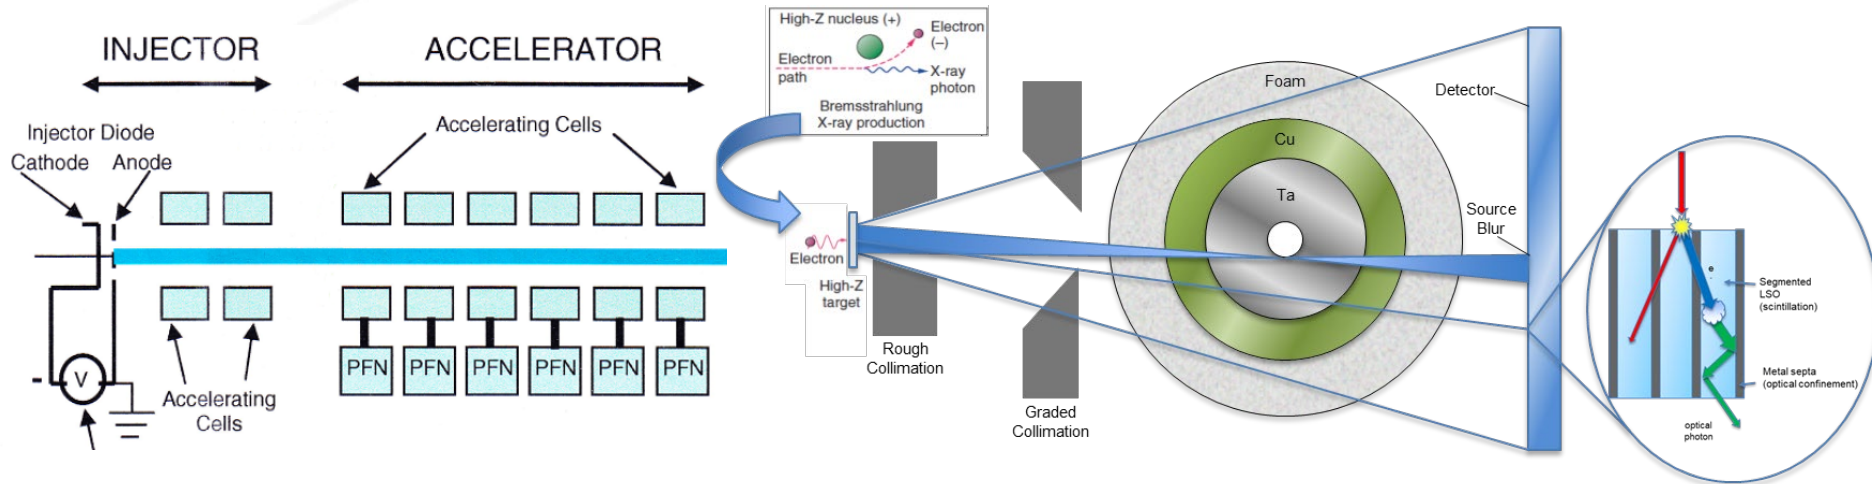 INJECTOR
ACCELERATOR
Injector Diode
Cathode
Anode
Accelerating Cells
V
-
PFN
PFN
PFN
PFN
PFN
PFN
Accelerating
Cells
High-Z nucleus (+)
Electron
(–)
Electron
path
X-ray
photon
Bremsstrahlung
X-ray production
Electron
High-Z
target
Rough
Collimation
Graded
Collimation
Foam
Cu
Ta
Detector
Source
Blur
e
Segmented
LSO
(scintillation)
Metal septa
(optical confinement)
optical
photon